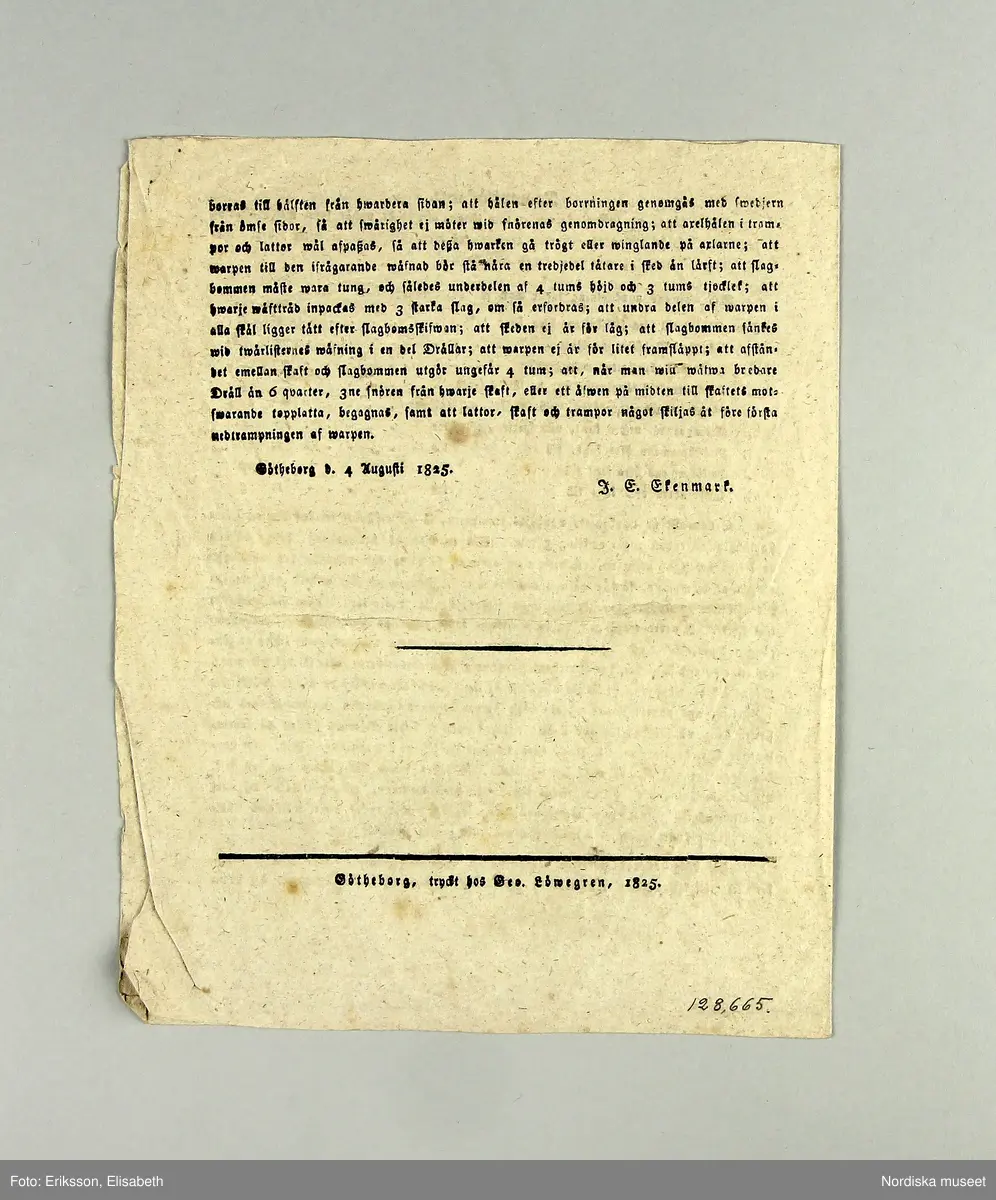 borras till hälften från hwardera sidan; att hålen efter borrningen genomgås med swedjern
från ömse sidor, så att swårighet ej möter wid snörenas genomdragning; att axelhålen i tram-
por och lattor wäl afpaßas, så att deßa hwarken gå trögt eller winglande på axlarne; att
warpen till den ifrågarande wäfnad bör stå nära en tredjedel tätare i sked än lärft; att slag-
bommen måste wara tung, och således underdelen af 4 tums höjd och 3 tums tjocklek; att
hwarje wäfttråd inpackas med 3 starka slag, om så erfordras; att undra delen af warpen i
alla skäl ligger tätt efter slagbomsskifwan; att skeden ej är för låg; att slagbommen sänkes
wid twärlisternes wäfning i en del Drällar; att warpen ej är för litet framsläppt; att afstån-
det emellan skaft och slagbommen utgör ungefär 4 tum; att, när man will wäfwa bredare
Dräll än 6 quarter, 3ne snören från hwarje skaft, eller ett äfwen på midten till skaftets mot-
swarande topplatta, begagnas, samt att lattor, skaft och trampor något skiljas åt före första
nedtrampningen af warpen.
Götheborg d. 4 Augusti 1825.
J. E. Ekenmark.
Götheborg, tryckt hos Geo. Löwegren, 1825.
128,665.
Foto: Eriksson, Elisabeth
Nordiska museet